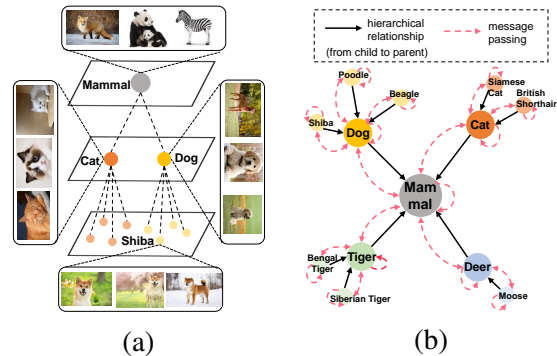 Mammal
Cat
Dog
Shiba
(a)
hierarchical
relationship
(from child to parent)
message
passing
Poodle
Beagle
Shiba
Dog
Siamese
Cat
British
Shorthair
Cat
Mam
mal
Bengal
Tiger
Tiger
Siberian Tiger
Deer
Moose
(b)